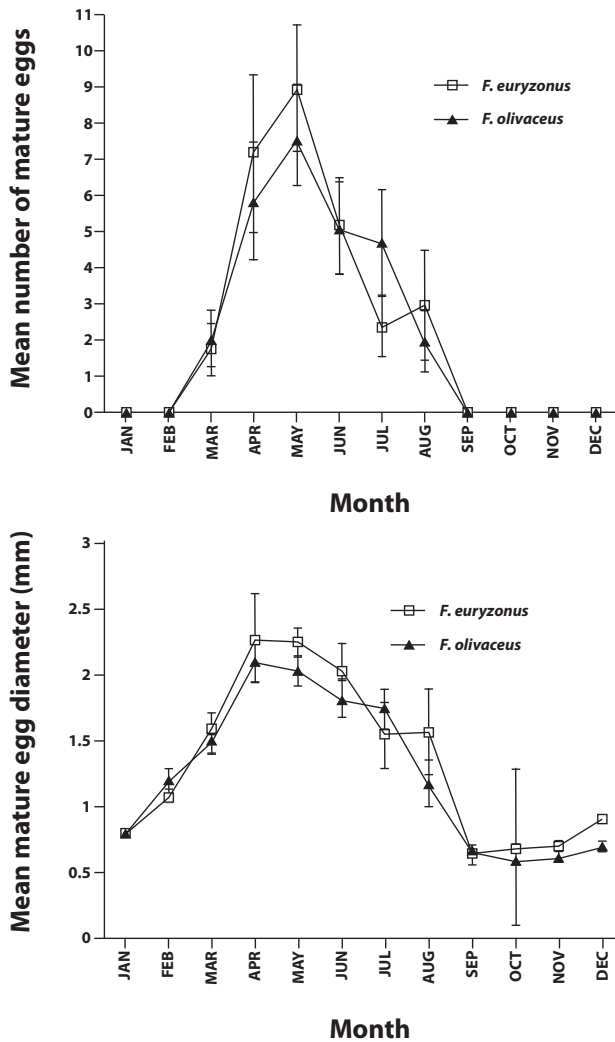 Mean number of mature eggs
11
10
9
8
7
6
5
4
3
2
1
0
F. euryzonus
F. olivaceus
JAN
FEB
MAR
APR
MAY
JUN
JUL
AUG
SEP
OCT
NOV
DEC
Month
Mean mature egg diameter (mm)
3
2.5
2
1.5
1
0.5
0
F. euryzonus
F. olivaceus
JAN
FEB
MAR
APR
MAY
JUN
JUL
AUG
SEP
OCT
NOV
DEC
Month